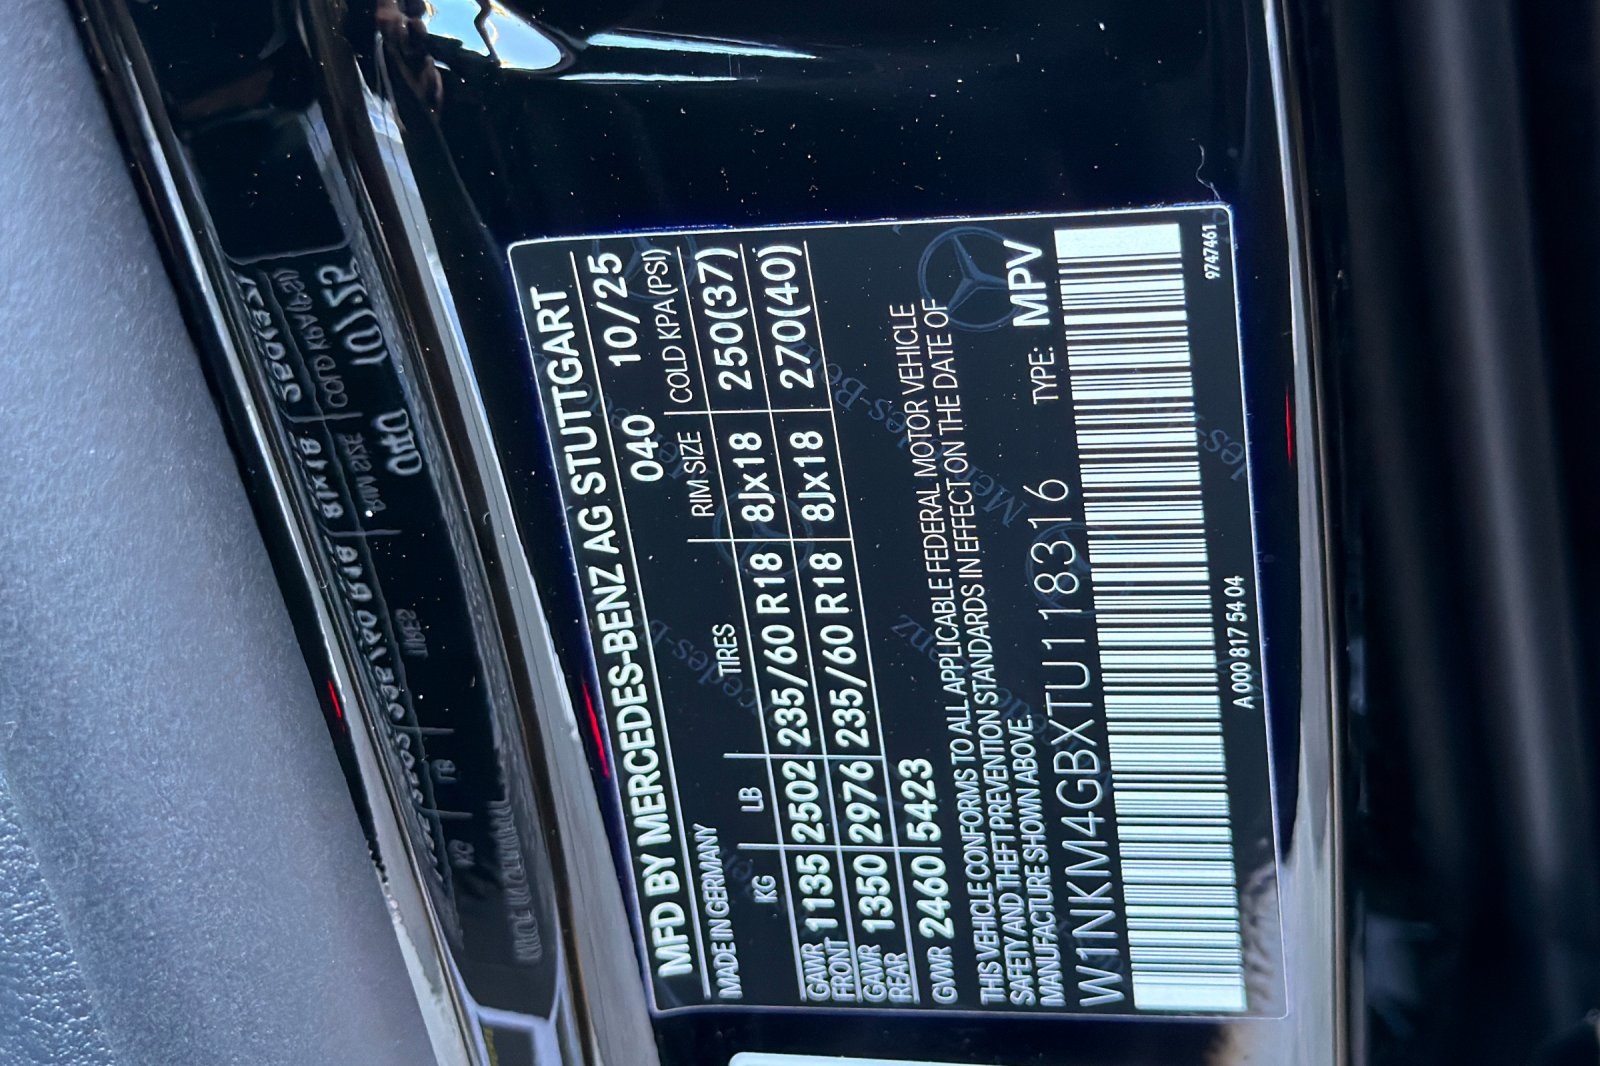 MFD BY MERCEDES-BENZ AG STUTTGART
MADE IN GERMANY 040 10/25
KG LB TIRES RIM SIZE COLD KPA (PSI)
GAWR FRONT 1135 2502 235/60 R18 8Jx18 250(37)
GAWR REAR 1350 2976 235/60 R18 8Jx18 270(40)
GVWR 2460 5423
THIS VEHICLE CONFORMS TO ALL APPLICABLE FEDERAL MOTOR VEHICLE
SAFETY AND THEFT PREVENTION STANDARDS IN EFFECT ON THE DATE OF
MANUFACTURE SHOWN ABOVE.
W1NKM4GBXTU118316 TYPE: MPV
A 000 817 54 04
9747461